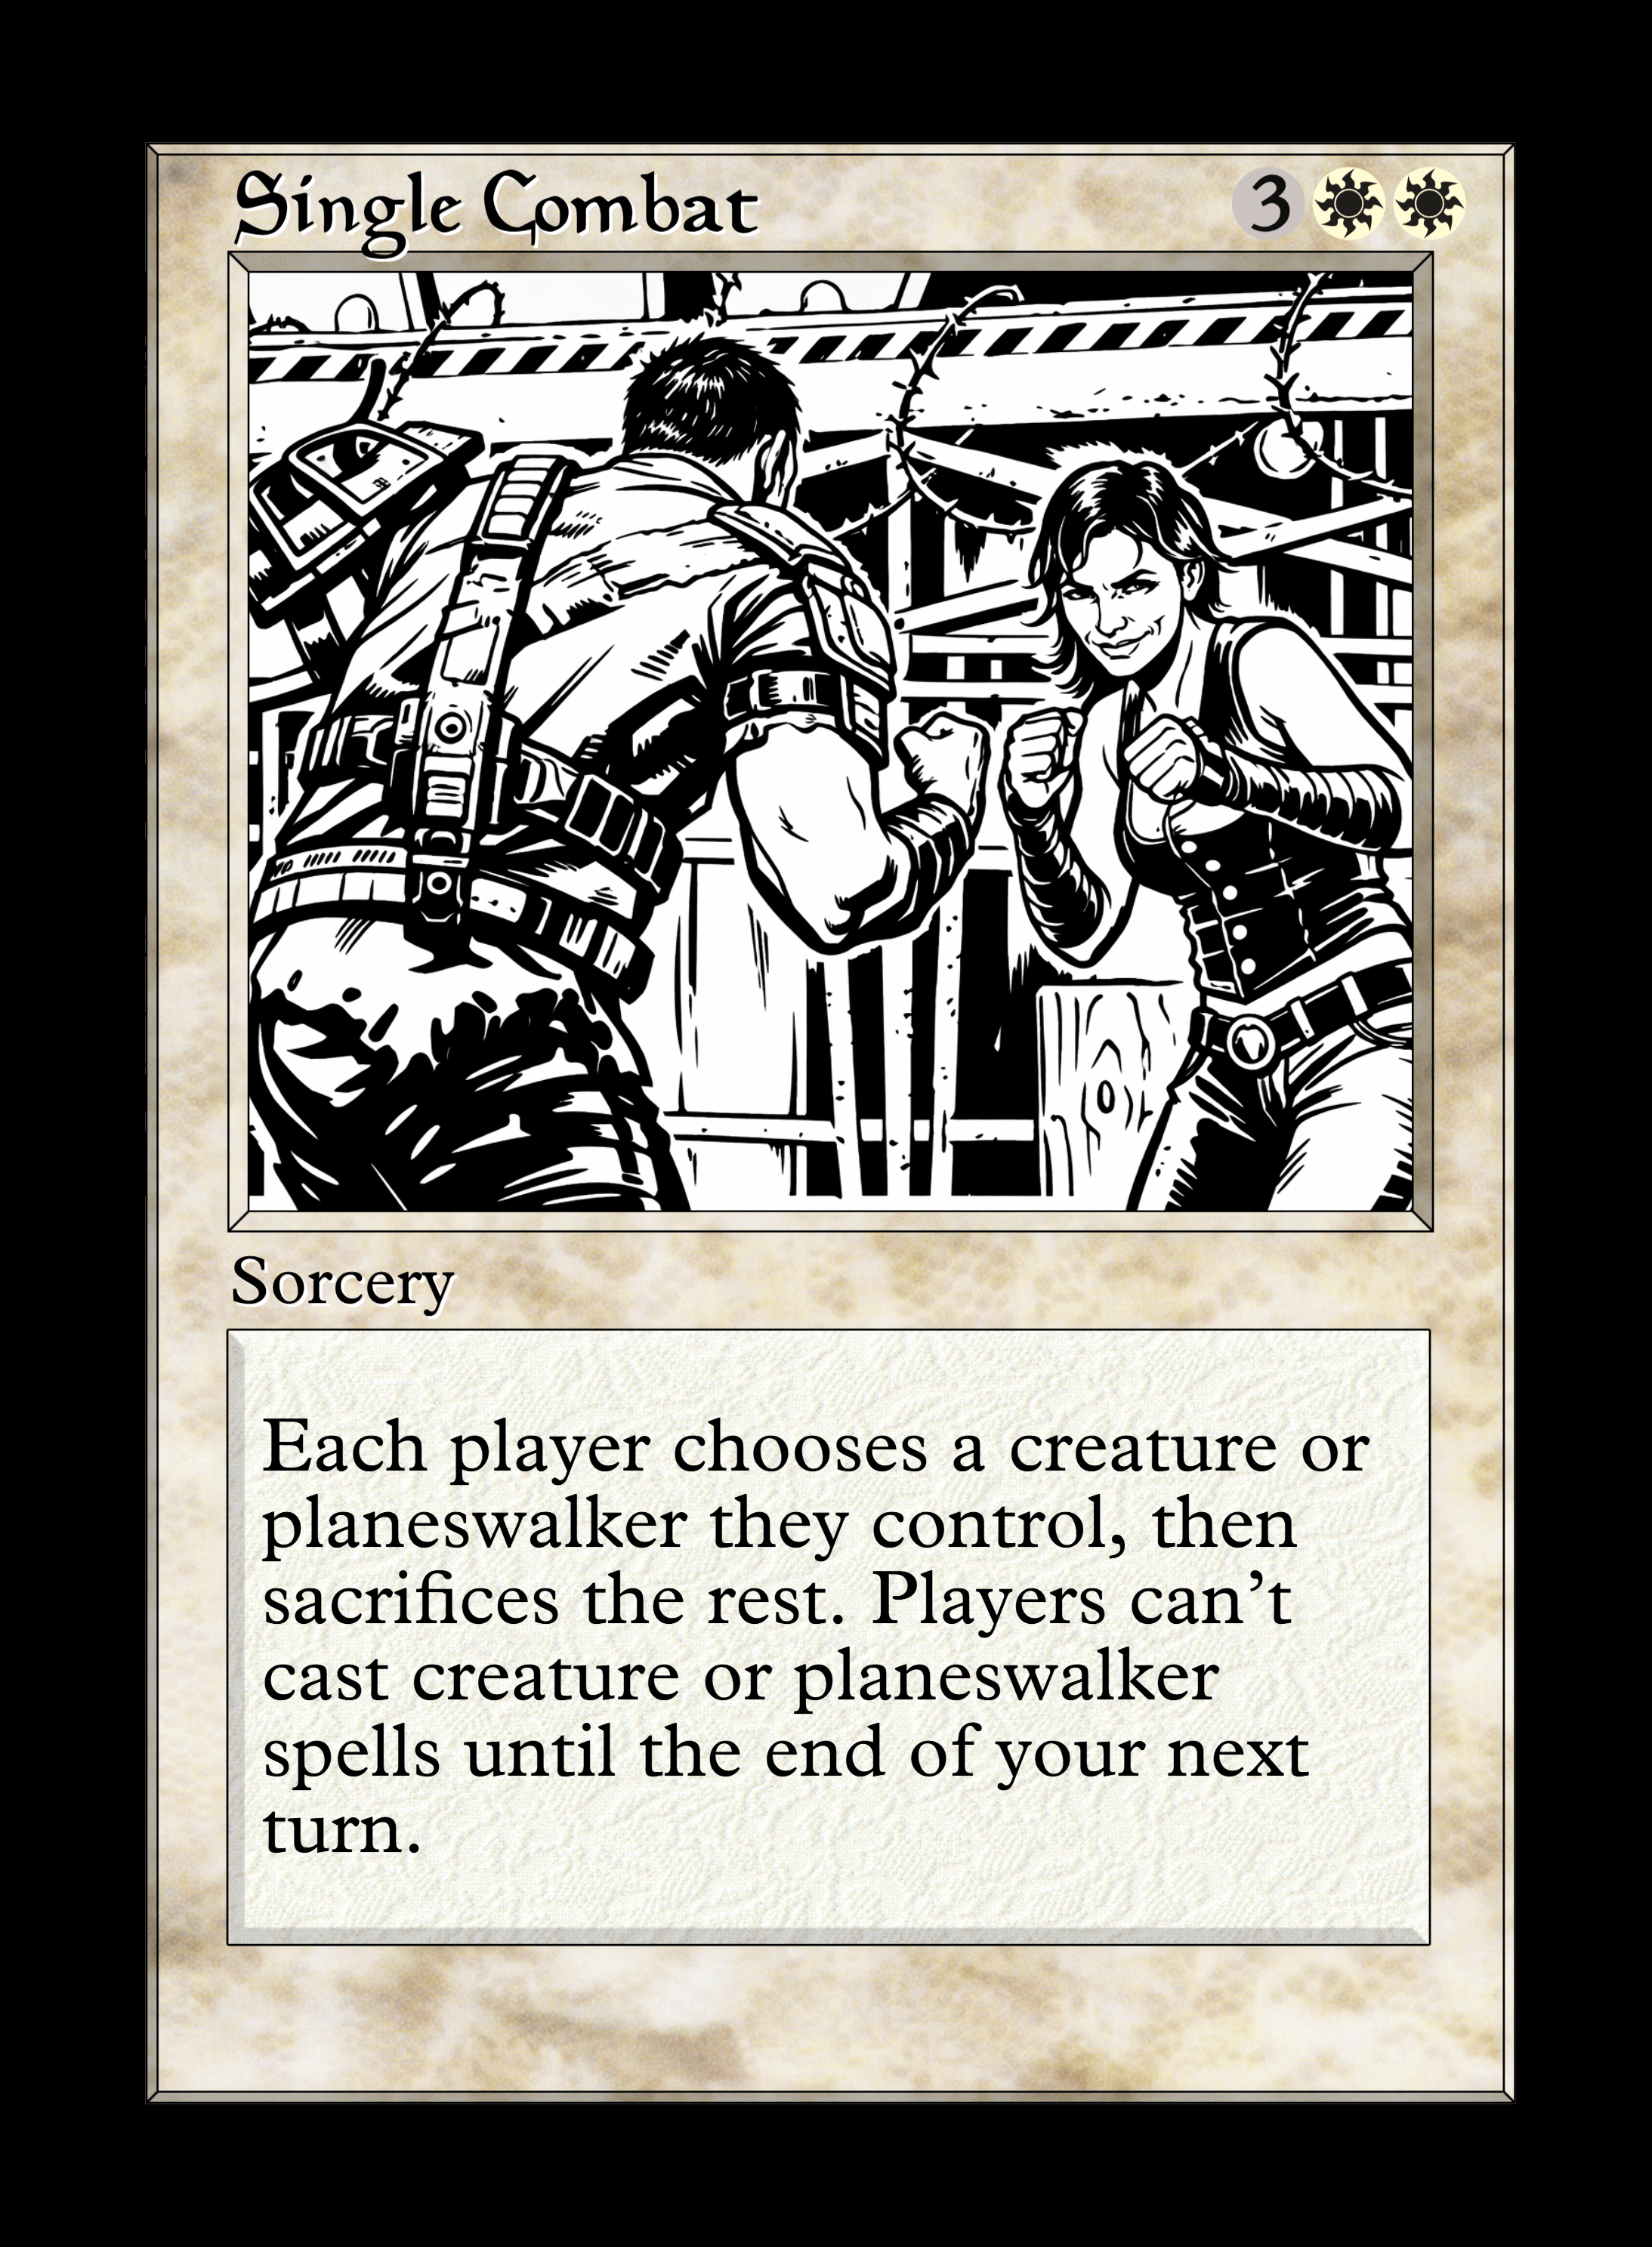 Single Combat 3
Sorcery
Each player chooses a creature or
planeswalker they control, then
sacrifices the rest. Players can’t
cast creature or planeswalker
spells until the end of your next
turn.